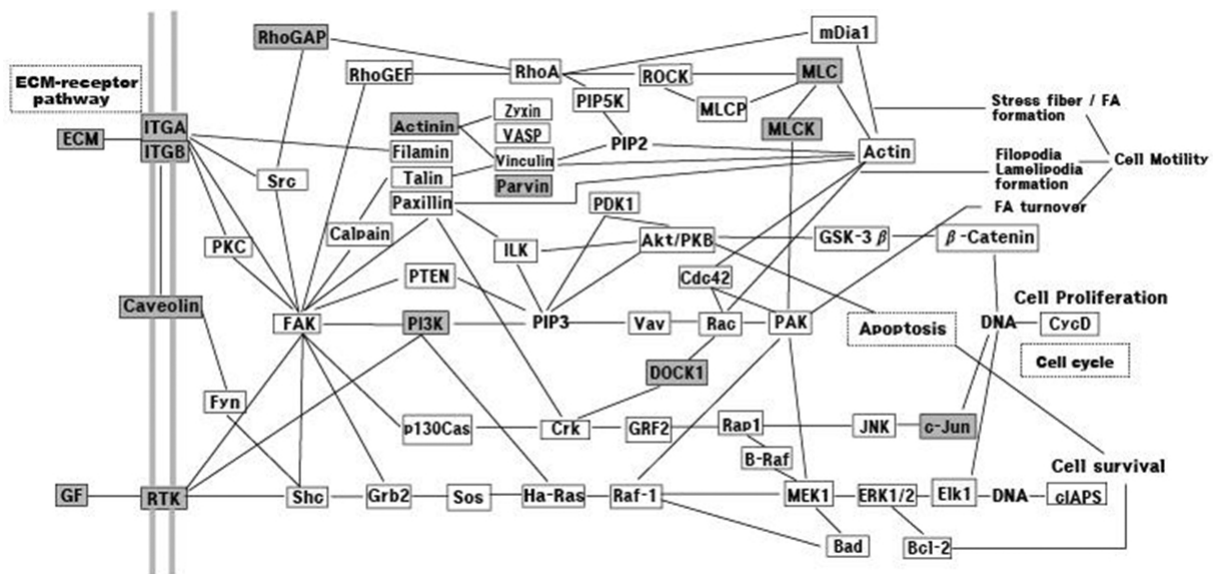 mDia1
RhoGAP
RhoGEF
RhoA
ROCK
MLC
ECM-receptor
pathway
PIP5K
MLCP
Zyxin
Stress fiber / FA
formation
ECM
ITGA
ITGB
Actinin
VASP
MLCK
Filamin
Vinculin
PIP2
Actin
Filopodia
Lamelipodia
formation
Cell Motility
Src
Talin
Parvin
Paxillin
PDK1
FA turnover
PKC
Calpain
ILK
Akt/PKB
GSK-3 β
β-Catenin
PTEN
Cdc42
Caveolin
Cell Proliferation
FAK
PI3K
PIP3
Vav
Rac
PAK
Apoptosis
DNA
CycD
Cell cycle
DOCK1
Fyn
p130Cas
Crk
GRF2
Rap1
JNK
c-Jun
B-Raf
Cell survival
GF
RTK
Shc
Grb2
Sos
Ha-Ras
Raf-1
MEK1
ERK1/2
Elk1
DNA
cIAPS
Bad
Bcl-2